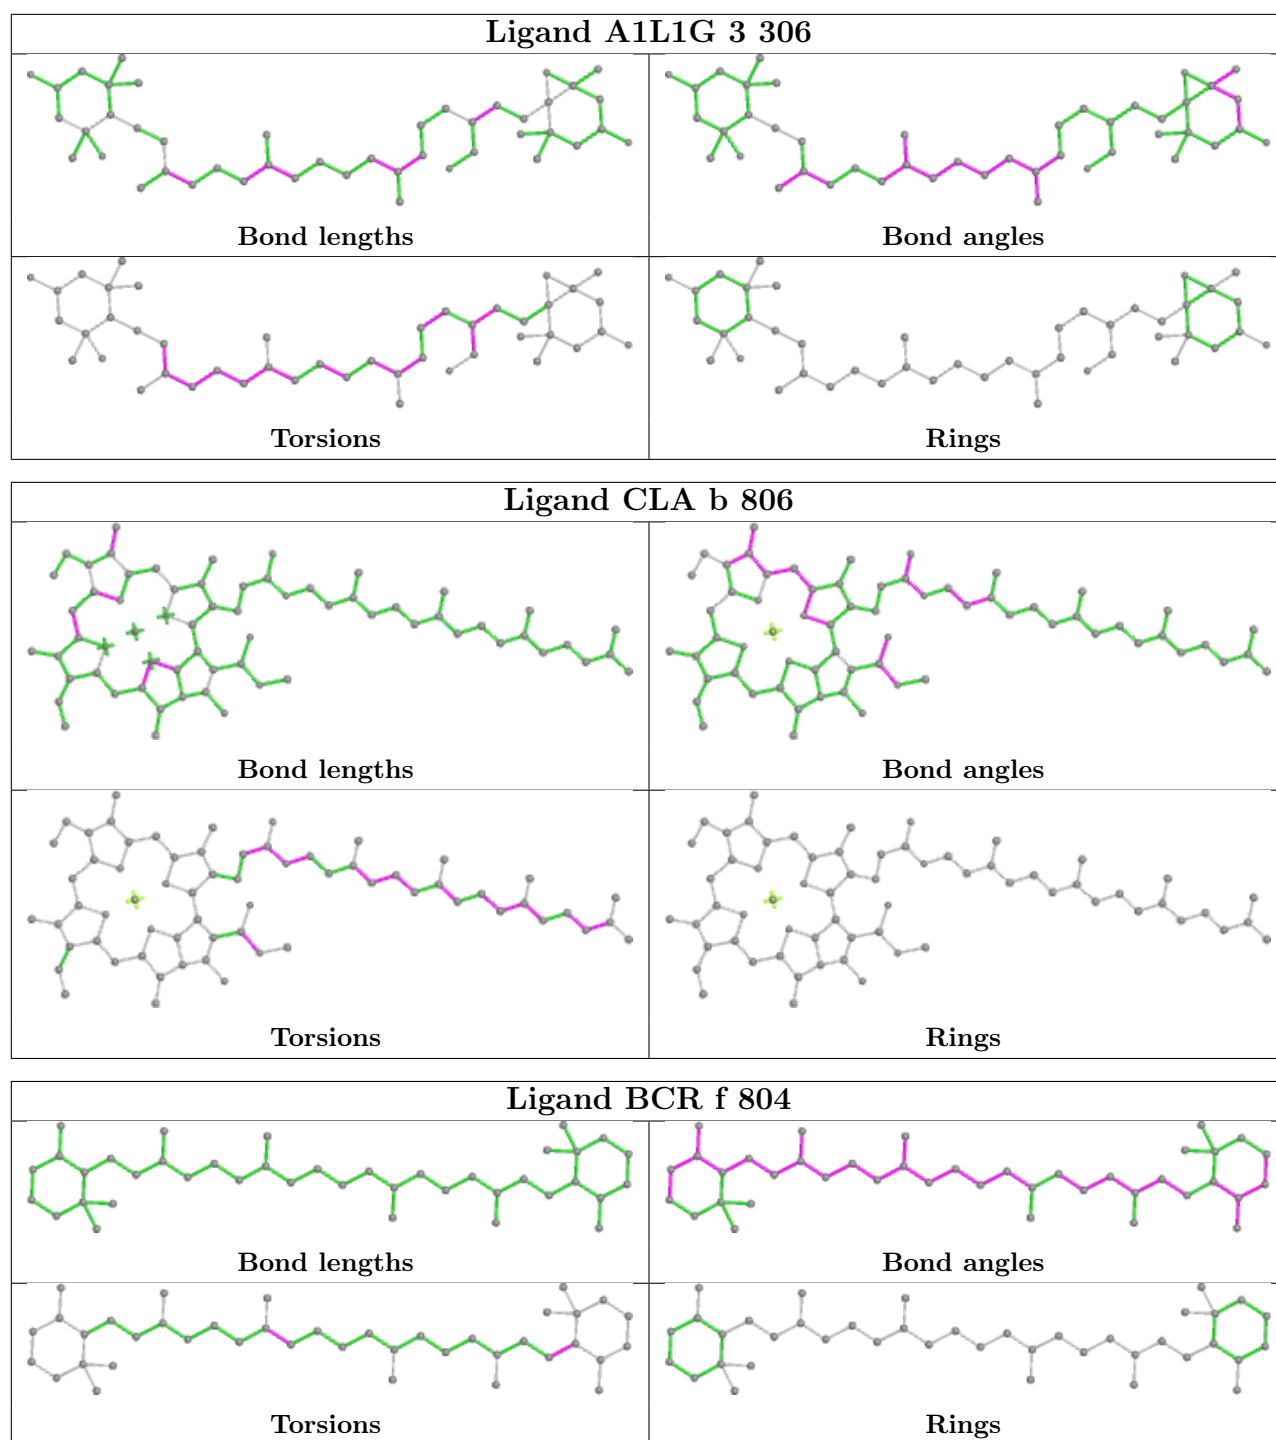 Ligand A1L1G 3 306
Bond lengths
Bond angles
Torsions
Rings
Ligand CLA b 806
Bond lengths
Bond angles
Torsions
Rings
Ligand BCR f 804
Bond lengths
Bond angles
Torsions
Rings